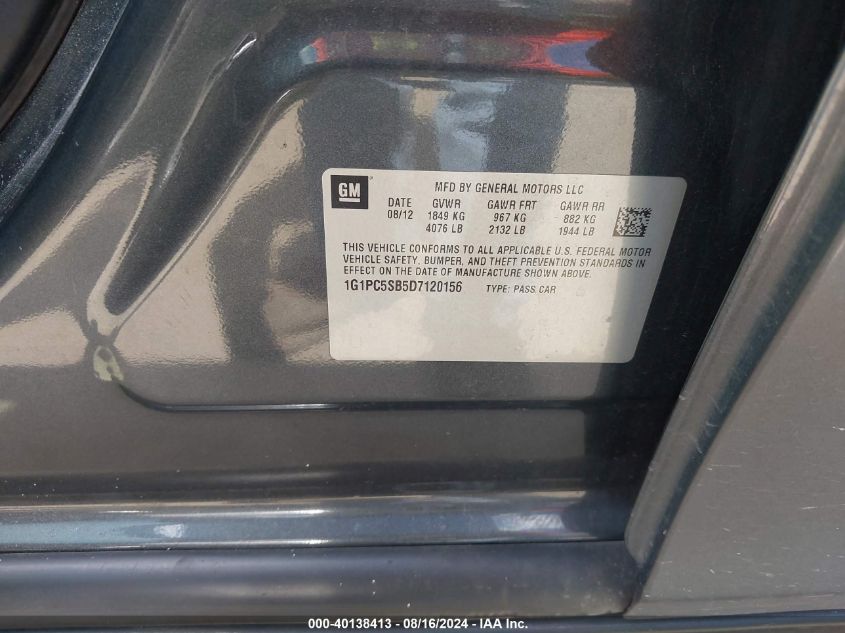 GM
MFD BY GENERAL MOTORS LLC
DATE GVWR GAWR FRT GAWR RR
08/12 1849 KG 967 KG 882 KG
4076 LB 2132 LB 1944 LB
THIS VEHICLE CONFORMS TO ALL APPLICABLE U.S. FEDERAL MOTOR
VEHICLE SAFETY, BUMPER, AND THEFT PREVENTION STANDARDS IN
EFFECT ON THE DATE OF MANUFACTURE SHOWN ABOVE.
1G1PC5SB5D7120156 TYPE: PASS CAR
000-40138413 - 08/16/2024 - IAA Inc.